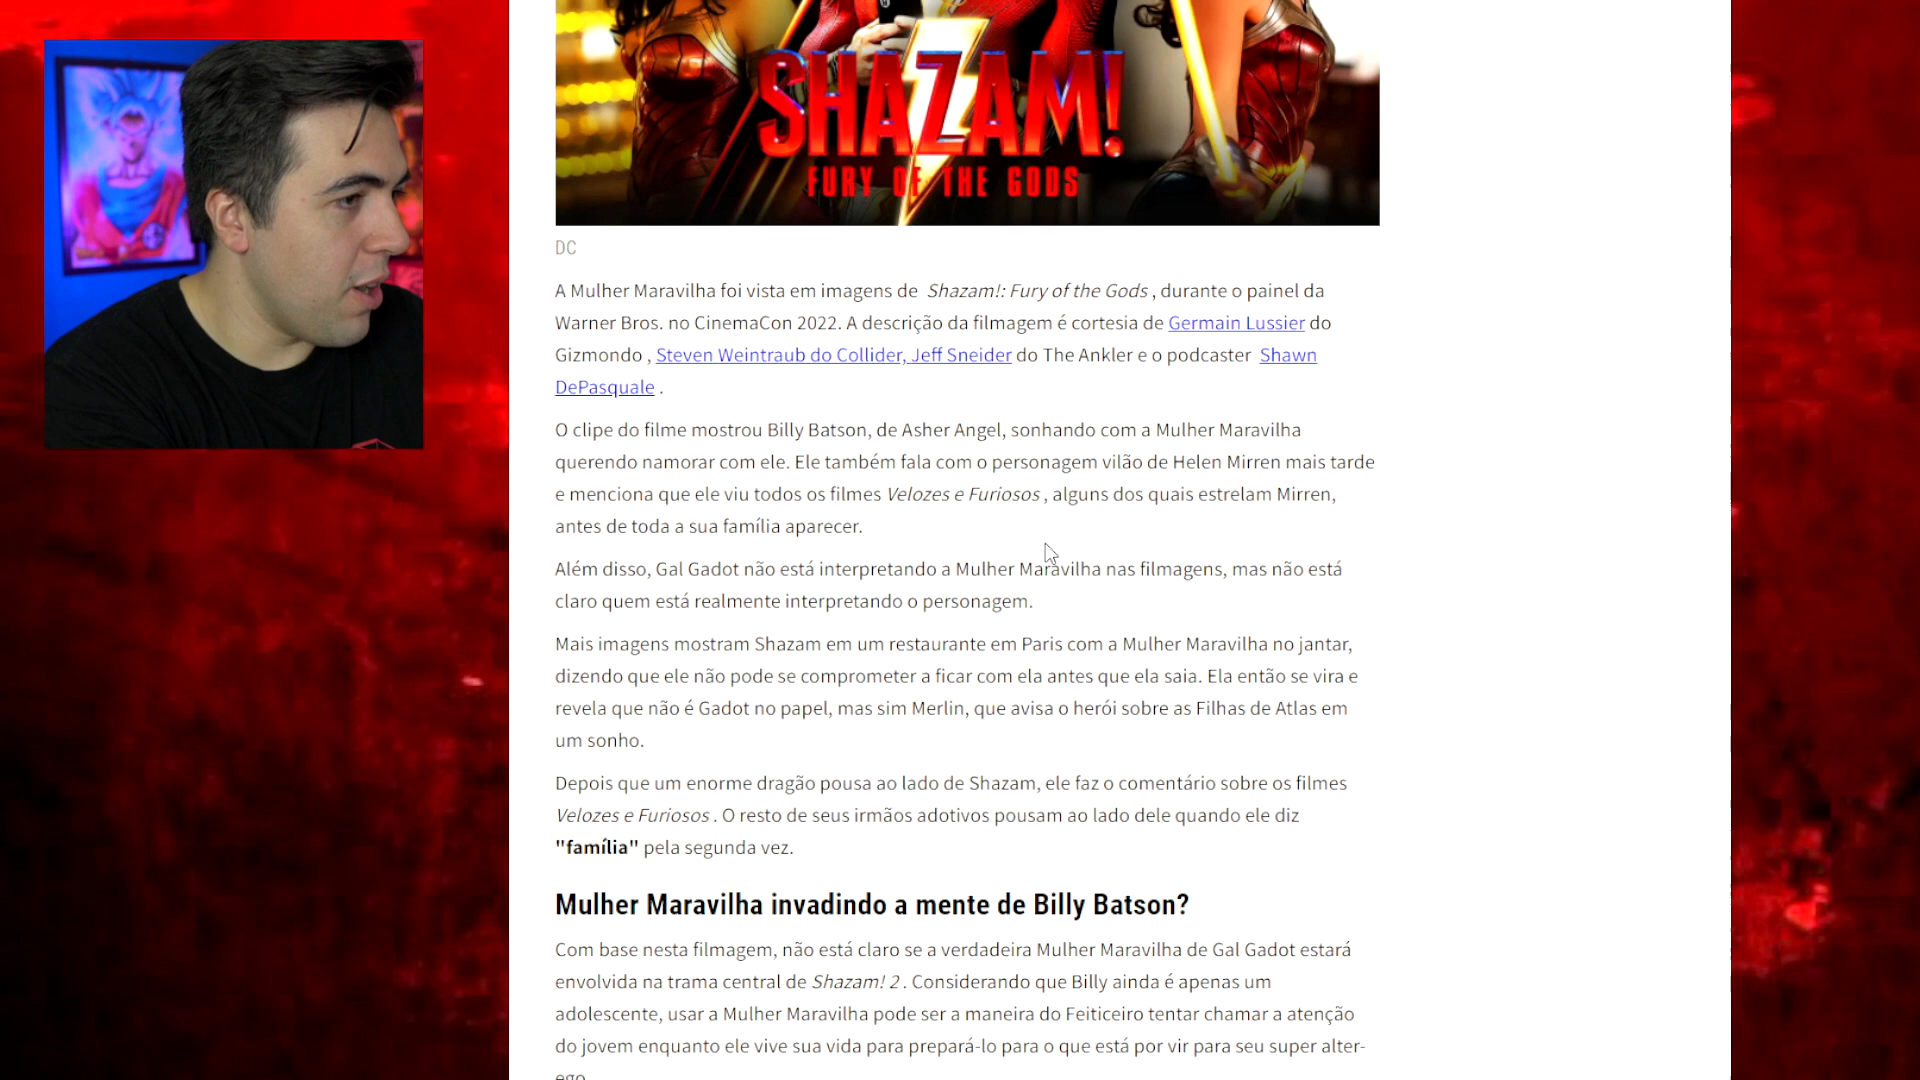 SHAZAM!
FURY OF THE GODS
DC
A Mulher Maravilha foi vista em imagens de Shazam!: Fury of the Gods , durante o painel da
Warner Bros. no CinemaCon 2022. A descrição da filmagem é cortesia de Germain Lussier do
Gizmondo , Steven Weintraub do Collider, Jeff Sneider do The Ankler e o podcaster Shawn
DePasquale .
O clipe do filme mostrou Billy Batson, de Asher Angel, sonhando com a Mulher Maravilha
querendo namorar com ele. Ele também fala com o personagem vilão de Helen Mirren mais tarde
e menciona que ele viu todos os filmes Velozes e Furiosos , alguns dos quais estrelam Mirren,
antes de toda a sua família aparecer.
Além disso, Gal Gadot não está interpretando a Mulher Maravilha nas filmagens, mas não está
claro quem está realmente interpretando o personagem.
Mais imagens mostram Shazam em um restaurante em Paris com a Mulher Maravilha no jantar,
dizendo que ele não pode se comprometer a ficar com ela antes que ela saia. Ela então se vira e
revela que não é Gadot no papel, mas sim Merlin, que avisa o herói sobre as Filhas de Atlas em
um sonho.
Depois que um enorme dragão pousa ao lado de Shazam, ele faz o comentário sobre os filmes
Velozes e Furiosos . O resto de seus irmãos adotivos pousam ao lado dele quando ele diz
"família" pela segunda vez.
Mulher Maravilha invadindo a mente de Billy Batson?
Com base nesta filmagem, não está claro se a verdadeira Mulher Maravilha de Gal Gadot estará
envolvida na trama central de Shazam! 2 . Considerando que Billy ainda é apenas um
adolescente, usar a Mulher Maravilha pode ser a maneira do Feiticeiro tentar chamar a atenção
do jovem enquanto ele vive sua vida para prepará-lo para o que está por vir para seu super alter-
ego